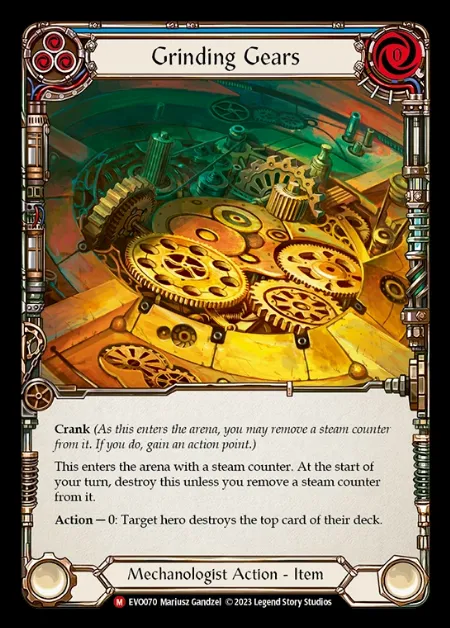 Grinding Gears
0
Crank (As this enters the arena, you may remove a steam counter
from it. If you do, gain an action point.)
This enters the arena with a steam counter. At the start of
your turn, destroy this unless you remove a steam counter
from it.
Action — 0: Target hero destroys the top card of their deck.
Mechanologist Action - Item
M EVO070 Mariusz Gandzel © 2023 Legend Story Studios